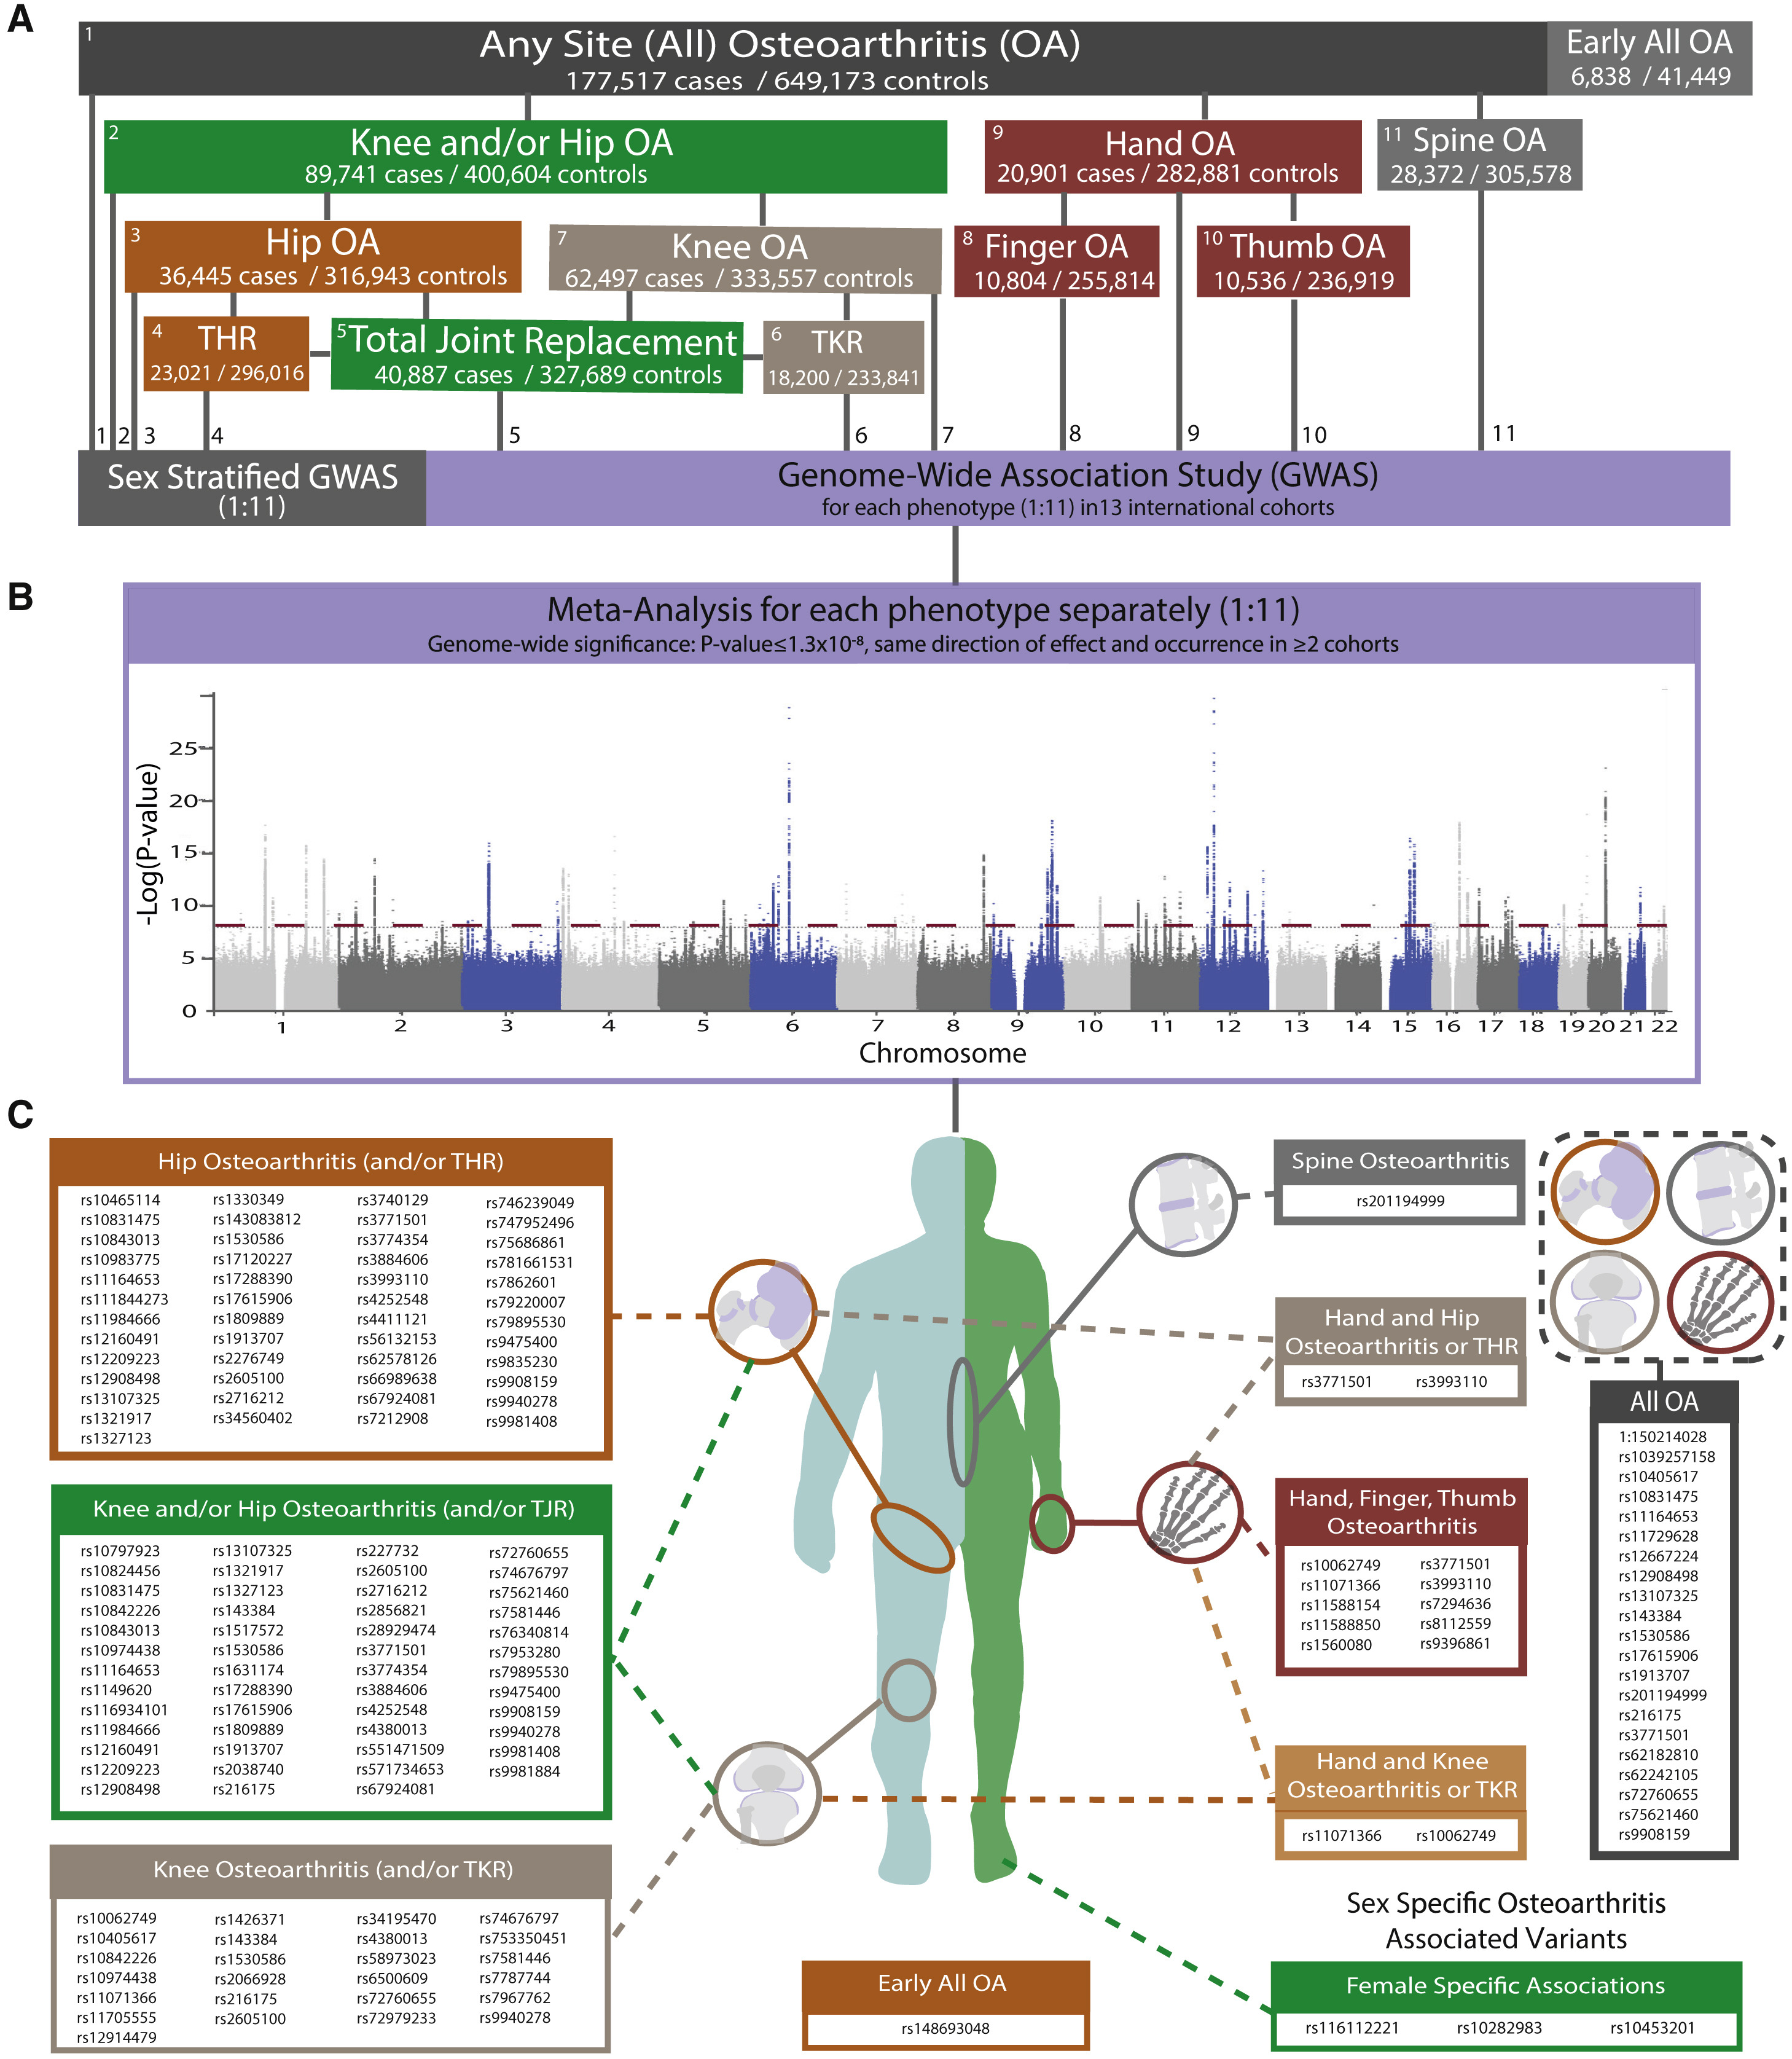 A
1
Any Site (All) Osteoarthritis (OA)
177,517 cases / 649,173 controls
Early All OA
6,838 / 41,449
2
Knee and/or Hip OA
89,741 cases / 400,604 controls
9
Hand OA
20,901 cases / 282,881 controls
11 Spine OA
28,372 / 305,578
3
Hip OA
36,445 cases / 316,943 controls
7
Knee OA
62,497 cases / 333,557 controls
8 Finger OA
10,804 / 255,814
10 Thumb OA
10,536 / 236,919
4
THR
23,021 / 296,016
5 Total Joint Replacement
40,887 cases / 327,689 controls
6
TKR
18,200 / 233,841
1 2 3 4 5 6 7 8 9 10 11
Sex Stratified GWAS
(1:11)
Genome-Wide Association Study (GWAS)
for each phenotype (1:11) in13 international cohorts
B
Meta-Analysis for each phenotype separately (1:11)
Genome-wide significance: P-value≤1.3x10-8, same direction of effect and occurrence in ≥2 cohorts
-Log(P-value)
25
20
15
10
5
0
1 2 3 4 5 6 7 8 9 10 11 12 13 14 15 16 17 18 19 20 21 22
Chromosome
C
Hip Osteoarthritis (and/or THR)
rs10465114
rs10831475
rs10843013
rs10983775
rs11164653
rs111844273
rs11984666
rs12160491
rs12209223
rs12908498
rs13107325
rs1321917
rs1327123
rs1330349
rs143083812
rs1530586
rs17120227
rs17288390
rs17615906
rs1809889
rs1913707
rs2276749
rs2605100
rs2716212
rs34560402
rs3740129
rs3771501
rs3774354
rs3884606
rs3993110
rs4252548
rs4411121
rs56132153
rs62578126
rs66989638
rs67924081
rs7212908
rs746239049
rs747952496
rs75686861
rs781661531
rs7862601
rs79220007
rs79895530
rs9475400
rs9835230
rs9908159
rs9940278
rs9981408
Knee and/or Hip Osteoarthritis (and/or TJR)
rs10797923
rs10824456
rs10831475
rs10842226
rs10843013
rs10974438
rs11164653
rs1149620
rs116934101
rs11984666
rs12160491
rs12209223
rs12908498
rs13107325
rs1321917
rs1327123
rs143384
rs1517572
rs1530586
rs1631174
rs17288390
rs17615906
rs1809889
rs1913707
rs2038740
rs216175
rs227732
rs2605100
rs2716212
rs2856821
rs28929474
rs3771501
rs3774354
rs3884606
rs4252548
rs4380013
rs551471509
rs571734653
rs67924081
rs72760655
rs74676797
rs75621460
rs7581446
rs76340814
rs7953280
rs79895530
rs9475400
rs9908159
rs9940278
rs9981408
rs9981884
Knee Osteoarthritis (and/or TKR)
rs10062749
rs10405617
rs10842226
rs10974438
rs11071366
rs11705555
rs12914479
rs1426371
rs143384
rs1530586
rs2066928
rs216175
rs2605100
rs34195470
rs4380013
rs58973023
rs6500609
rs72760655
rs72979233
rs74676797
rs753350451
rs7581446
rs7787744
rs7967762
rs9940278
Spine Osteoarthritis
rs201194999
Hand and Hip
Osteoarthritis or THR
rs3771501 rs3993110
Hand, Finger, Thumb
Osteoarthritis
rs10062749
rs11071366
rs11588154
rs11588850
rs1560080
rs3771501
rs3993110
rs7294636
rs8112559
rs9396861
Hand and Knee
Osteoarthritis or TKR
rs11071366 rs10062749
All OA
1:150214028
rs1039257158
rs10405617
rs10831475
rs11164653
rs11729628
rs12667224
rs12908498
rs13107325
rs143384
rs1530586
rs17615906
rs1913707
rs201194999
rs216175
rs3771501
rs62182810
rs62242105
rs72760655
rs75621460
rs9908159
Early All OA
rs148693048
Sex Specific Osteoarthritis
Associated Variants
Female Specific Associations
rs116112221 rs10282983 rs10453201